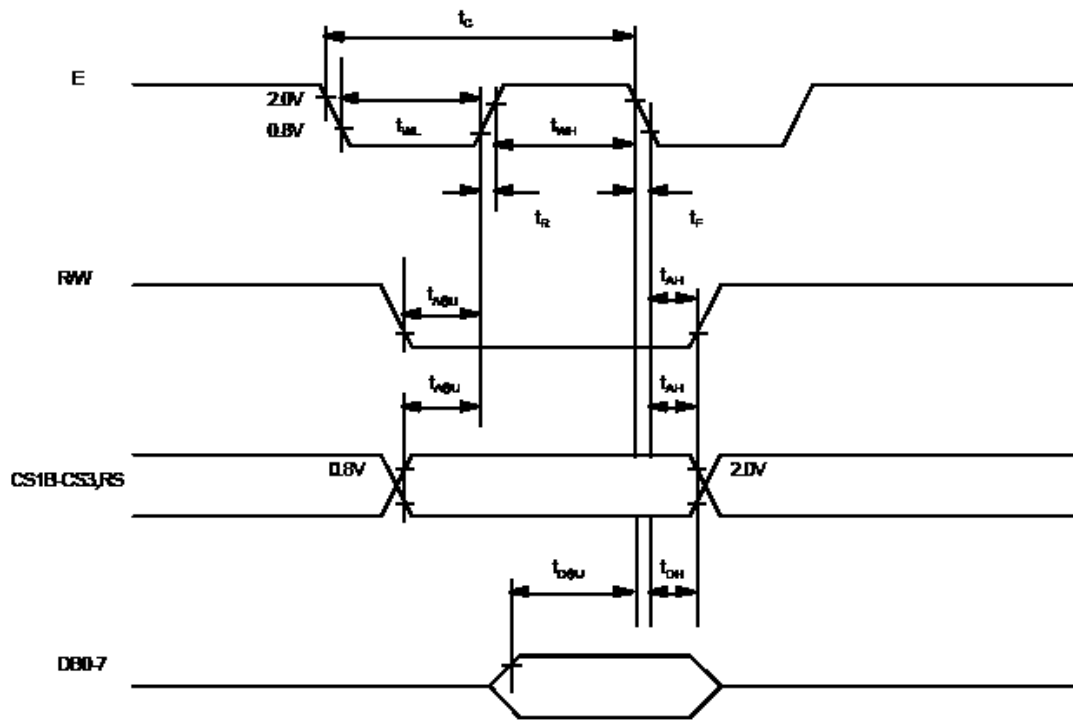 tC
E
2.0V
0.8V
tWL
tWH
tR
tF
R/W
tASU
tAH
tASU
tAH
CS1B-CS3,RS
0.8V
2.0V
tDSU
tDH
DB0-7